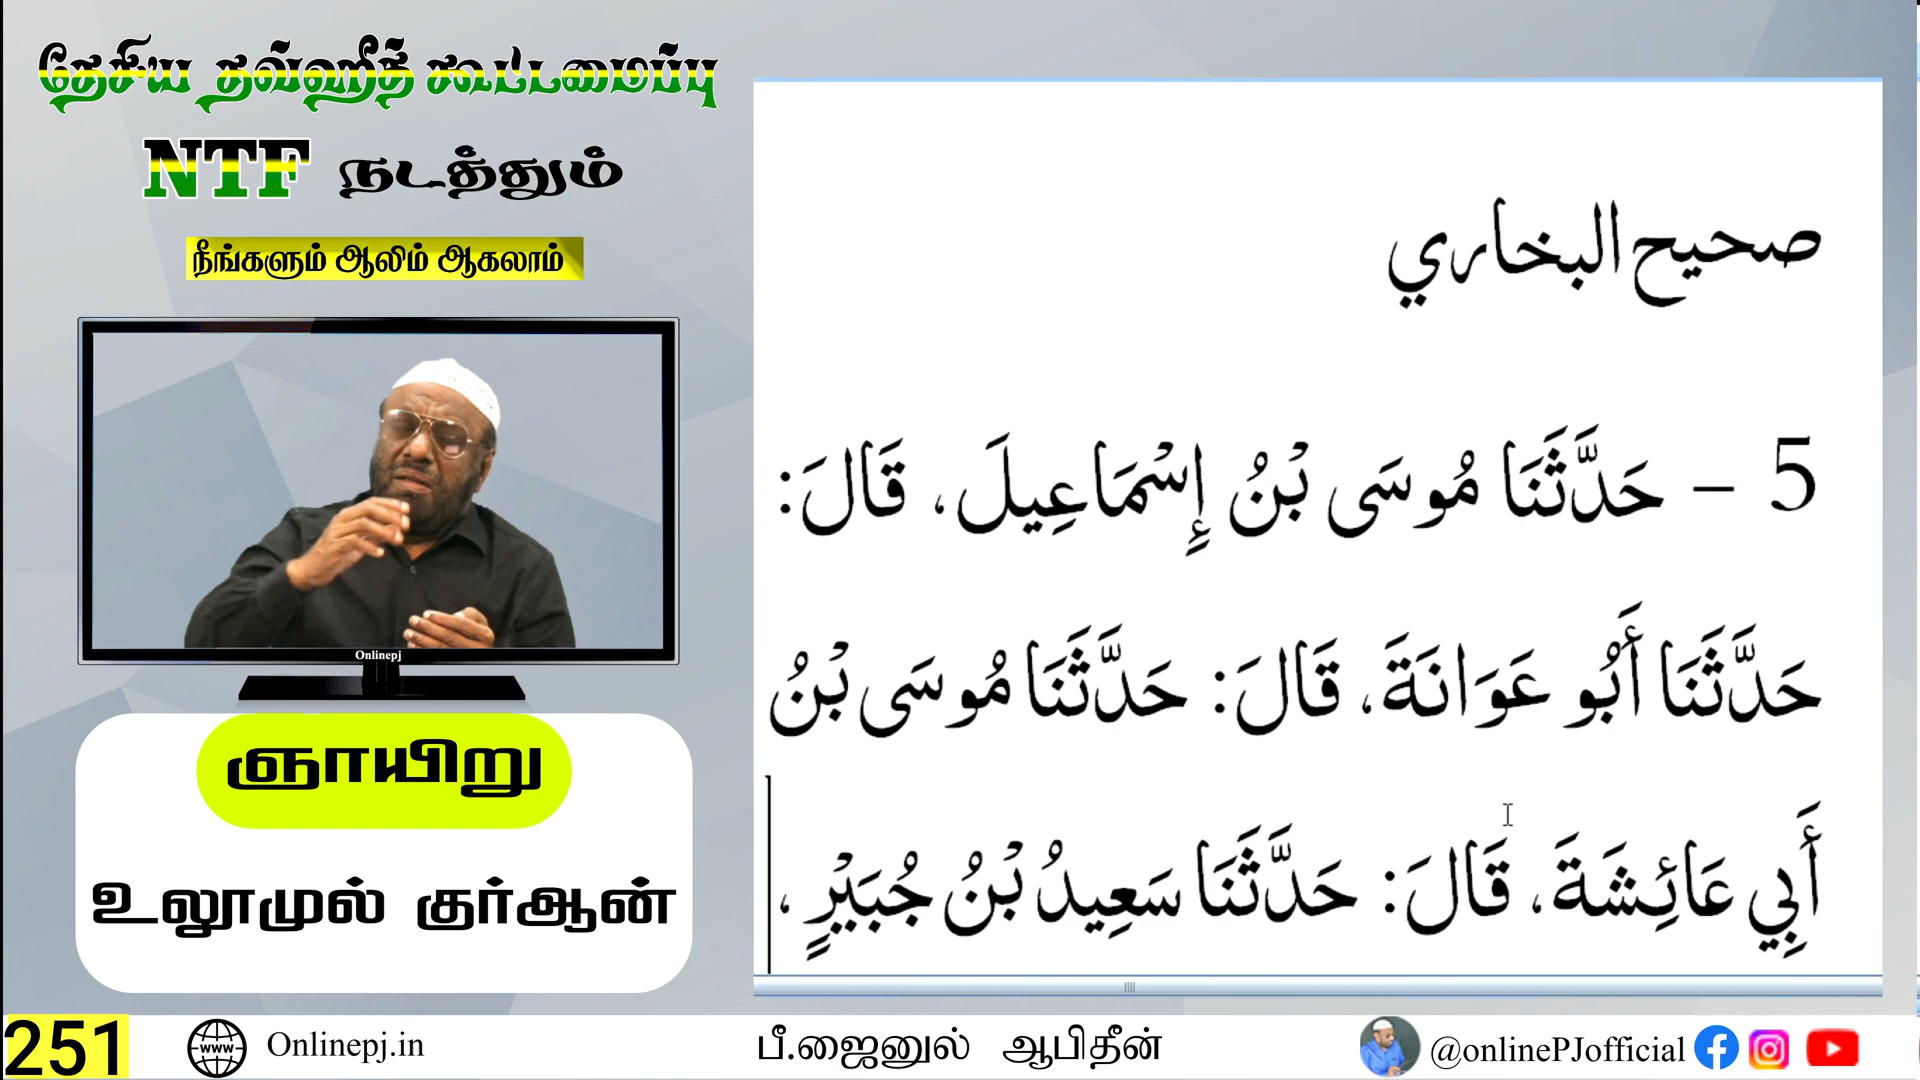 தேசிய தவ்ஹீத் கூட்டமைப்பு
NTF நடத்தும்
நீங்களும் ஆலிம் ஆகலாம்
Onlinepj
ஞாயிறு
உலூமுல் குர்ஆன்
صحيح البخاري
5 - حَدَّثَنَا مُوسَى بْنُ إِسْمَاعِيلَ، قَالَ:
حَدَّثَنَا أَبُو عَوَانَةَ، قَالَ: حَدَّثَنَا مُوسَى بْنُ
أَبِي عَائِشَةَ، قَالَ: حَدَّثَنَا سَعِيدُ بْنُ جُبَيْرٍ،
251
www
Onlinepj.in
பீ.ஜைனுல் ஆபிதீன்
@onlinePJofficial